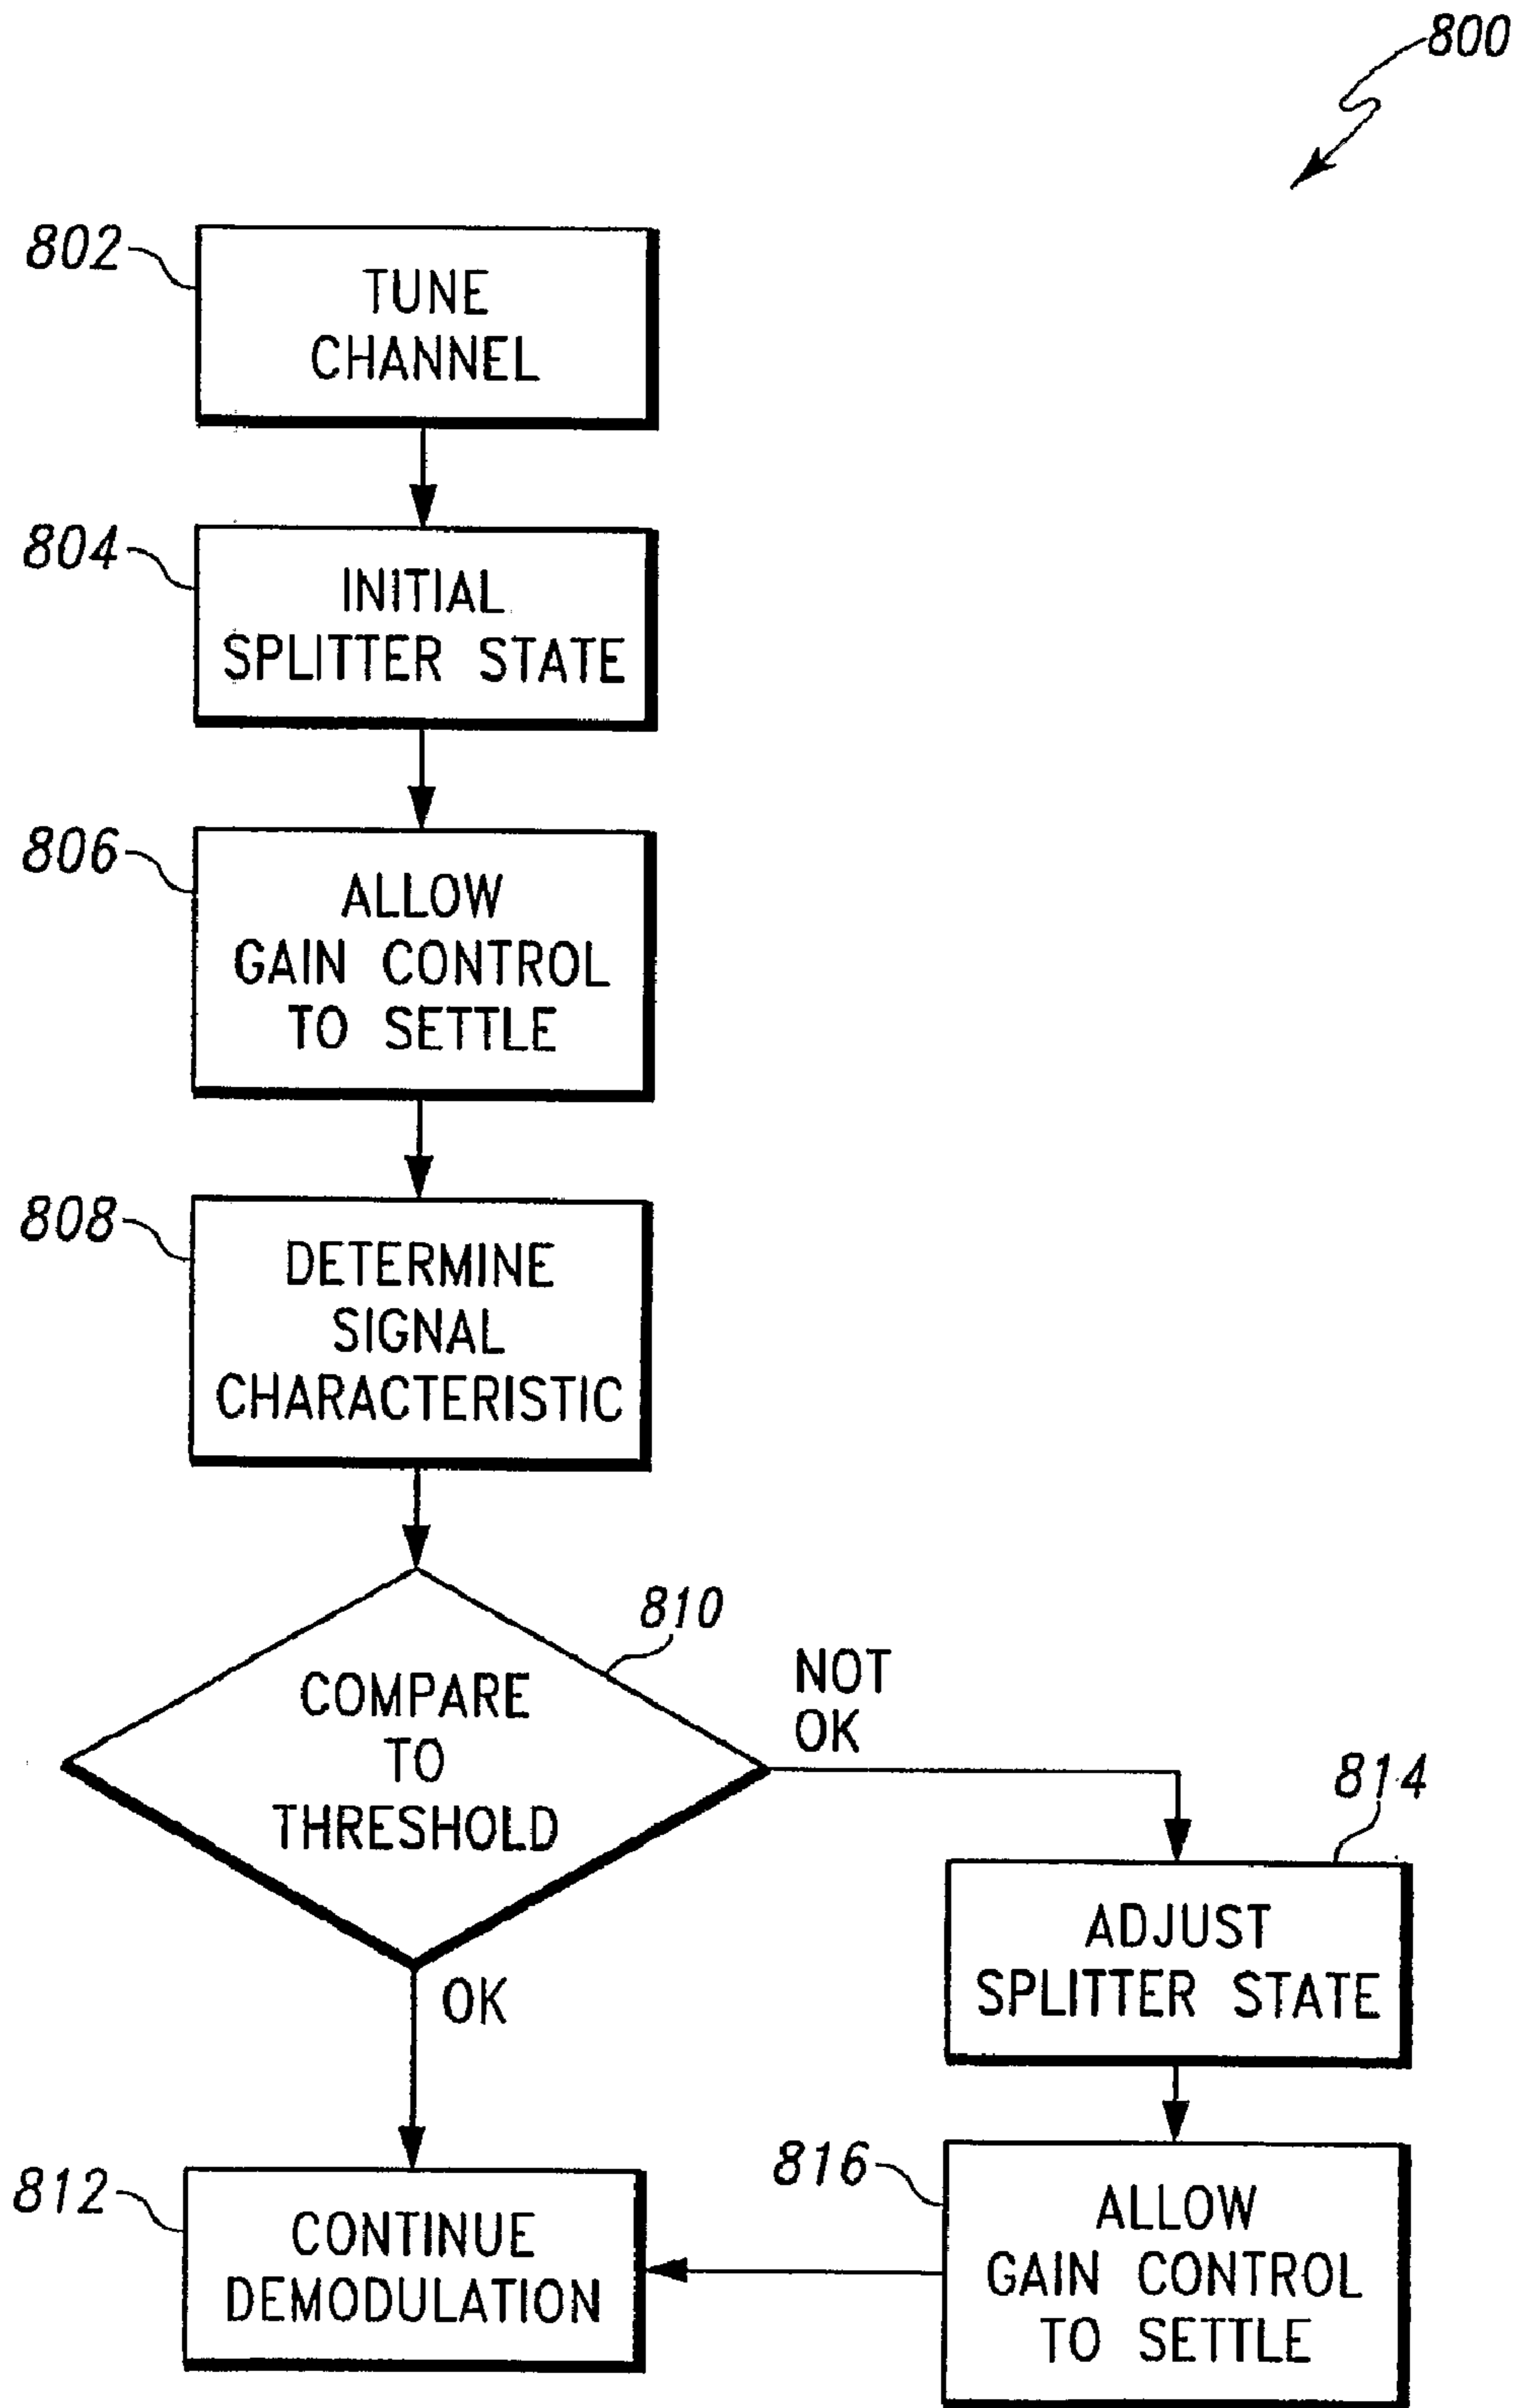 800
802
TUNE
CHANNEL
804
INITIAL
SPLITTER STATE
806
ALLOW
GAIN CONTROL
TO SETTLE
808
DETERMINE
SIGNAL
CHARACTERISTIC
810
COMPARE
TO
THRESHOLD
NOT
OK
OK
814
ADJUST
SPLITTER STATE
816
ALLOW
GAIN CONTROL
TO SETTLE
812
CONTINUE
DEMODULATION